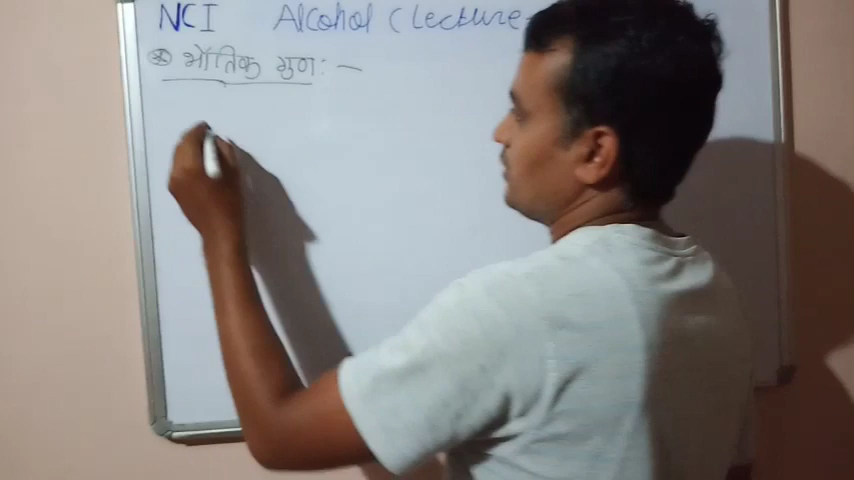 NCI Alcohol (Lecture-
* भौतिक गुण: —